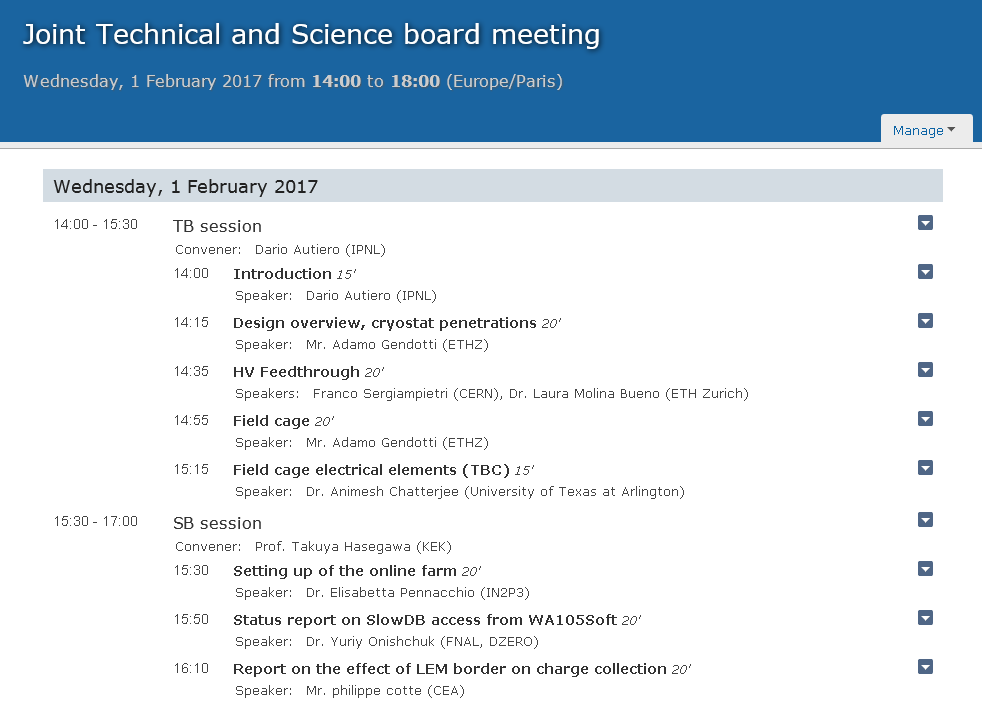 Joint Technical and Science board meeting
Wednesday, 1 February 2017 from 14:00 to 18:00 (Europe/Paris)
Manage
Wednesday, 1 February 2017
14:00 - 15:30 TB session
Convener: Dario Autiero (IPNL)
14:00 Introduction 15'
Speaker: Dario Autiero (IPNL)
14:15 Design overview, cryostat penetrations 20'
Speaker: Mr. Adamo Gendotti (ETHZ)
14:35 HV Feedthrough 20'
Speakers: Franco Sergiampietri (CERN), Dr. Laura Molina Bueno (ETH Zurich)
14:55 Field cage 20'
Speaker: Mr. Adamo Gendotti (ETHZ)
15:15 Field cage electrical elements (TBC) 15'
Speaker: Dr. Animesh Chatterjee (University of Texas at Arlington)
15:30 - 17:00 SB session
Convener: Prof. Takuya Hasegawa (KEK)
15:30 Setting up of the online farm 20'
Speaker: Dr. Elisabetta Pennacchio (IN2P3)
15:50 Status report on SlowDB access from WA105Soft 20'
Speaker: Dr. Yuriy Onishchuk (FNAL, DZERO)
16:10 Report on the effect of LEM border on charge collection 20'
Speaker: Mr. philippe cotte (CEA)